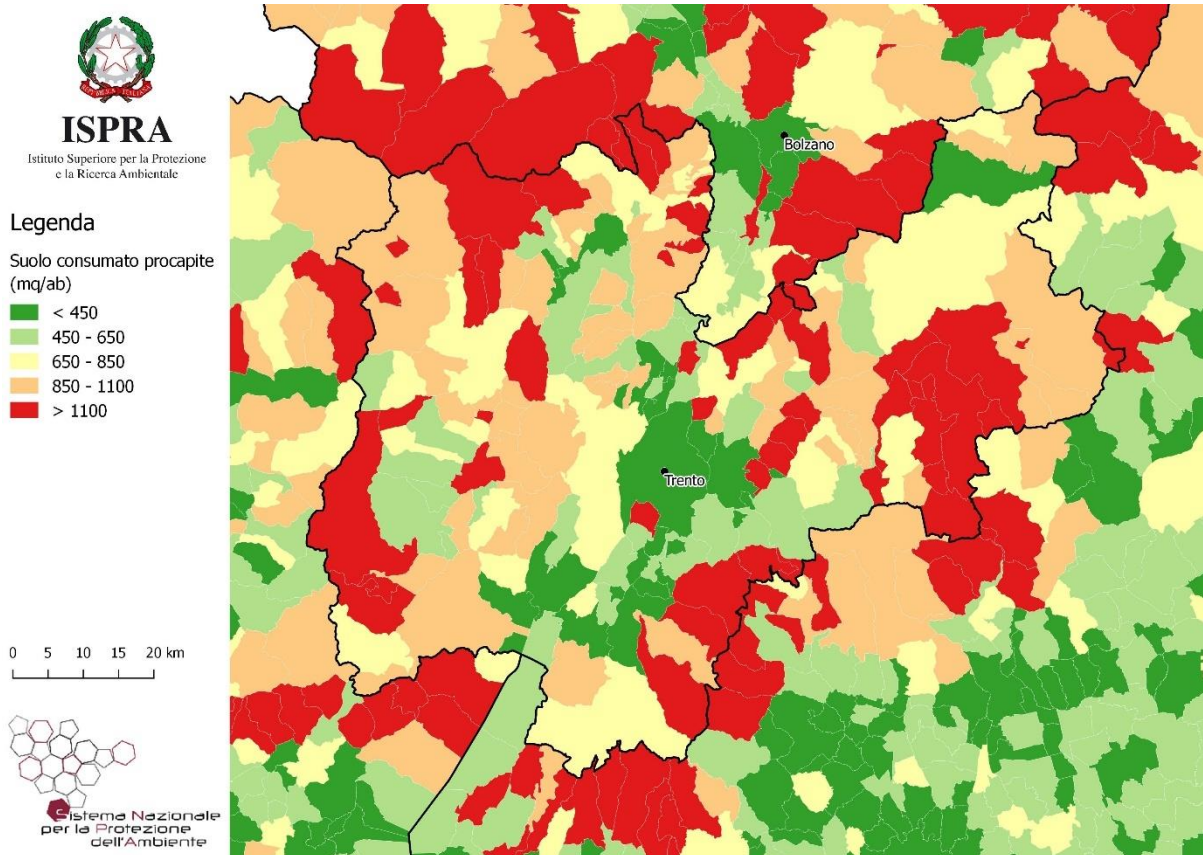 ISPRA
Istituto Superiore per la Protezione
e la Ricerca Ambientale
Legenda
Suolo consumato procapite
(mq/ab)
< 450
450 - 650
650 - 850
850 - 1100
> 1100
0 5 10 15 20 km
Sistema Nazionale
per la Protezione
dell'Ambiente
Bolzano
Trento